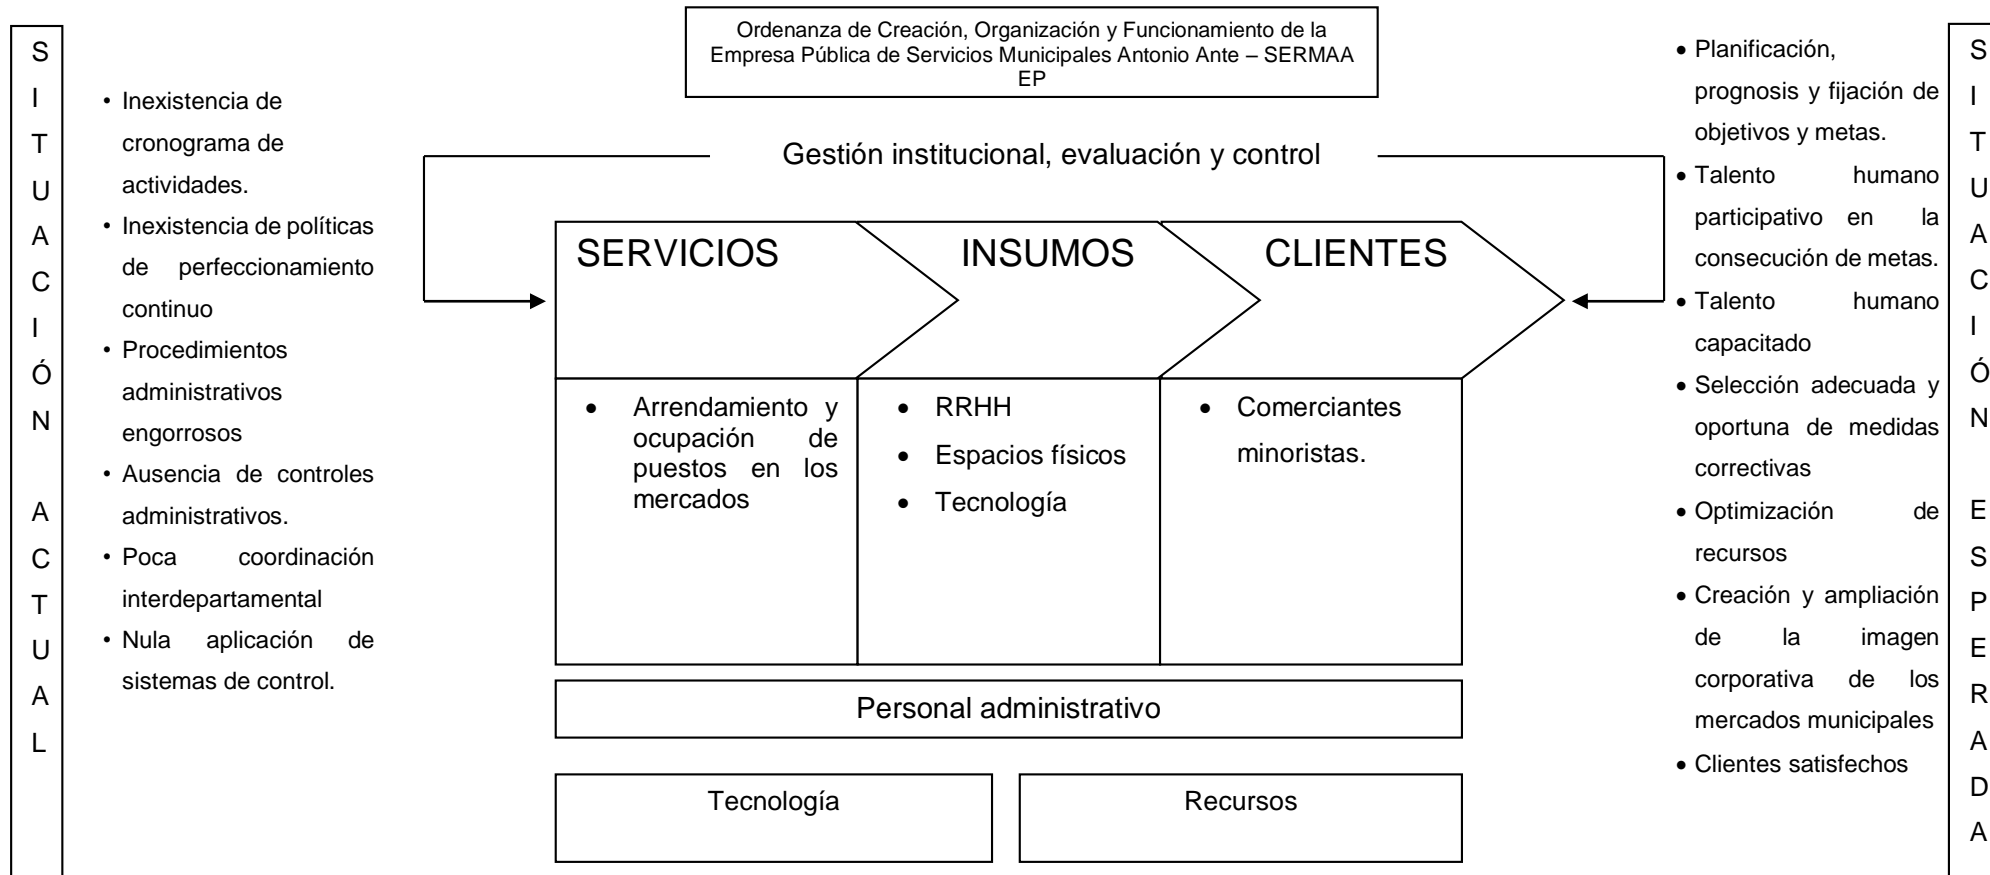 SITUACIÓN ACTUAL
• Inexistencia de
cronograma de
actividades.
• Inexistencia de políticas
de perfeccionamiento
continuo
• Procedimientos
administrativos
engorrosos
• Ausencia de controles
administrativos.
• Poca coordinación
interdepartamental
• Nula aplicación de
sistemas de control.
Ordenanza de Creación, Organización y Funcionamiento de la
Empresa Pública de Servicios Municipales Antonio Ante – SERMAA
EP
Gestión institucional, evaluación y control
SERVICIOS
• Arrendamiento y
ocupación de
puestos en los
mercados
INSUMOS
• RRHH
• Espacios físicos
• Tecnología
CLIENTES
• Comerciantes
minoristas.
Personal administrativo
Tecnología
Recursos
• Planificación,
prognosis y fijación de
objetivos y metas.
• Talento humano
participativo en la
consecución de metas.
• Talento humano
capacitado
• Selección adecuada y
oportuna de medidas
correctivas
• Optimización de
recursos
• Creación y ampliación
de la imagen
corporativa de los
mercados municipales
• Clientes satisfechos
SITUACIÓN ESPERADA